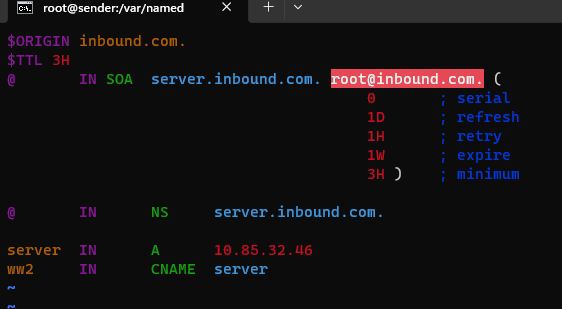 root@sender:/var/named
$ORIGIN inbound.com.
$TTL 3H
@ IN SOA server.inbound.com. root@inbound.com. (
0 ; serial
1D ; refresh
1H ; retry
1W ; expire
3H ) ; minimum
@ IN NS server.inbound.com.
server IN A 10.85.32.46
ww2 IN CNAME server
~
~